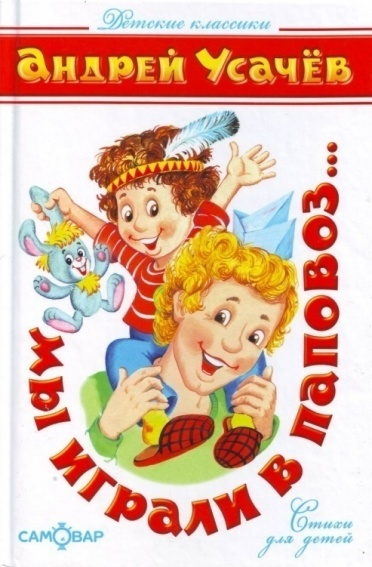 Детские классики
Андрей Усачёв
мы играли в паповоз...
Стихи
для детей
САМОВАР